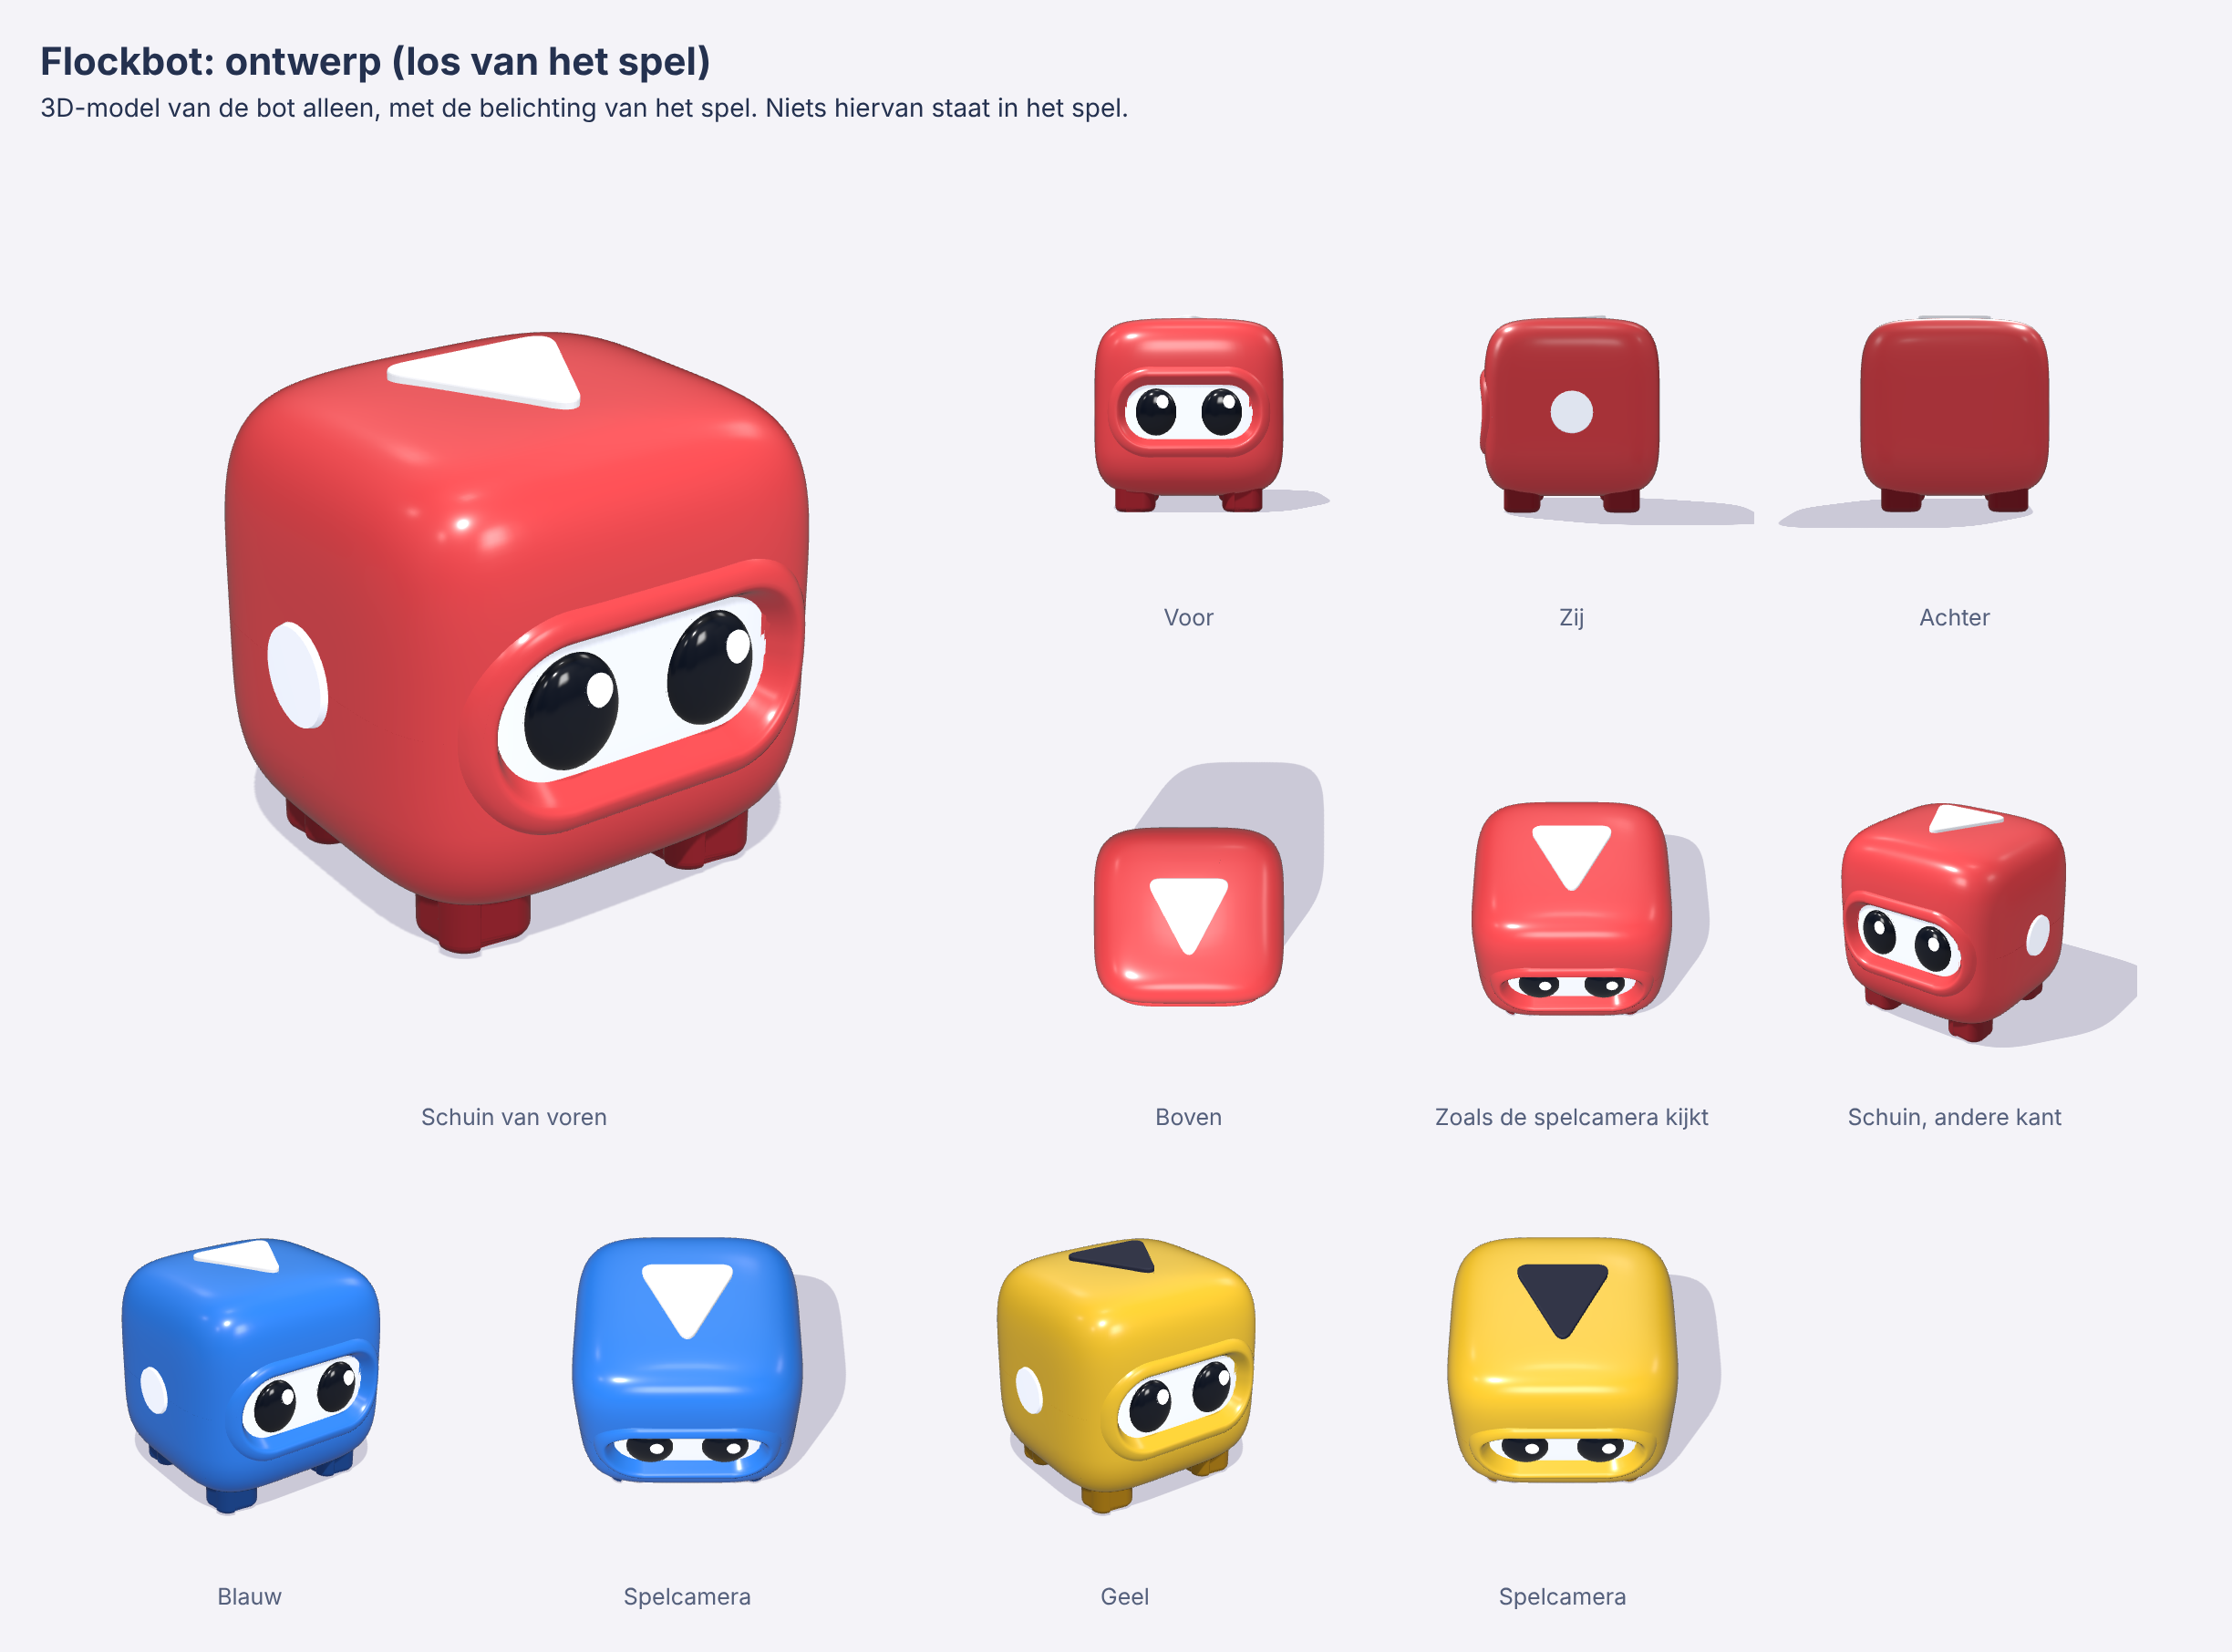 Flockbot: ontwerp (los van het spel)
3D-model van de bot alleen, met de belichting van het spel. Niets hiervan staat in het spel.
Voor
Zij
Achter
Schuin van voren
Boven
Zoals de spelcamera kijkt
Schuin, andere kant
Blauw
Spelcamera
Geel
Spelcamera